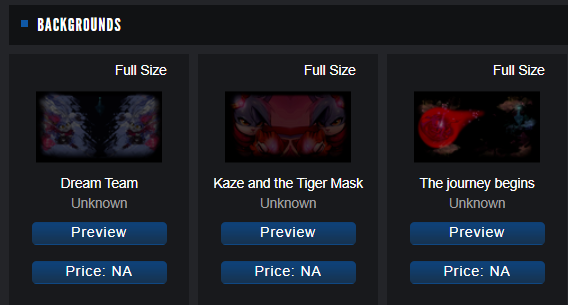 BACKGROUNDS
Full Size
Dream Team
Unknown
Preview
Price: NA
Full Size
Kaze and the Tiger Mask
Unknown
Preview
Price: NA
Full Size
The journey begins
Unknown
Preview
Price: NA